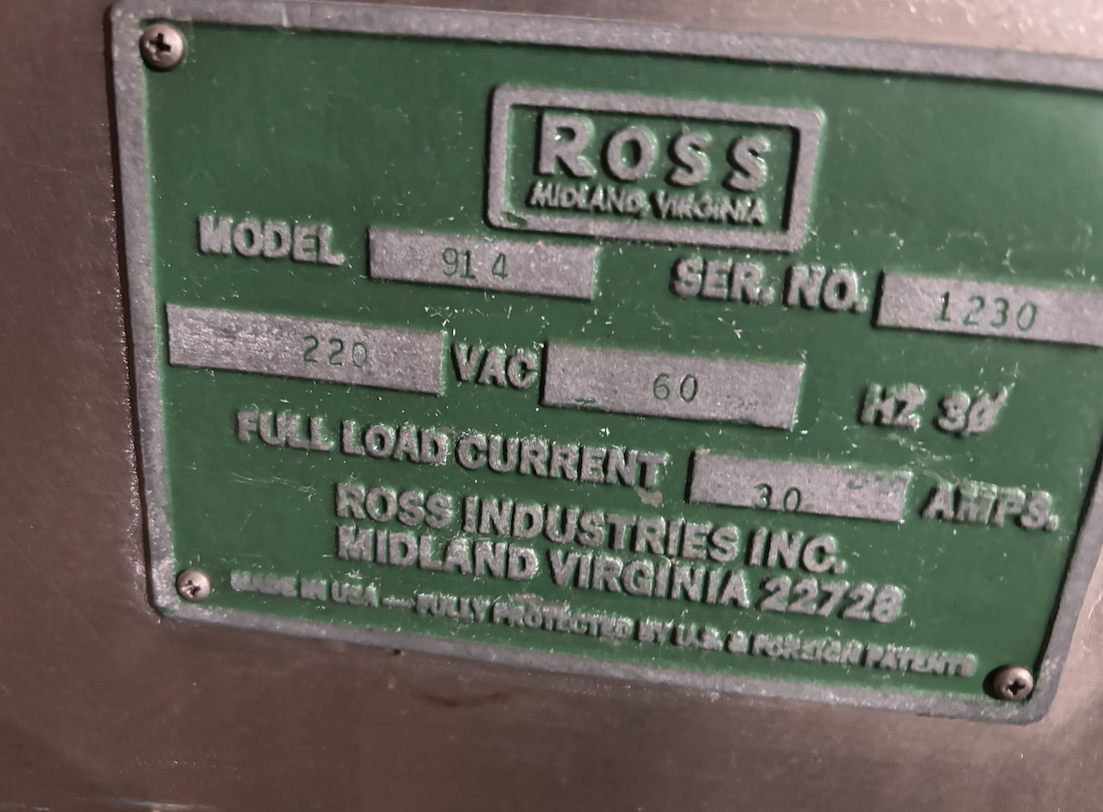 ROSS
MIDLAND, VIRGINIA
MODEL 914 SER. NO. 1230
220 VAC 60 HZ 3Ø
FULL LOAD CURRENT 30 AMPS.
ROSS INDUSTRIES INC.
MIDLAND VIRGINIA 22728
MADE IN USA — FULLY PROTECTED BY U.S. & FOREIGN PATENTS